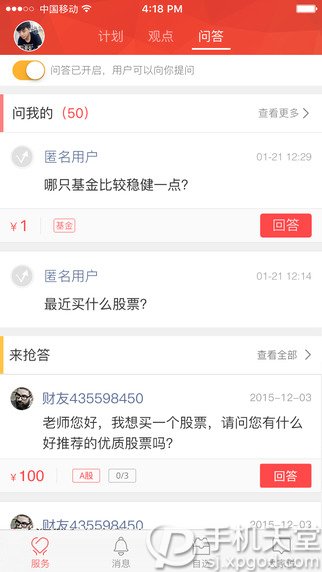 中国移动 4:18 PM
计划 观点 问答
问答已开启，用户可以向你提问
问我的（50） 查看更多
匿名用户 01-21 12:29
哪只基金比较稳健一点?
¥1 基金 回答
匿名用户 01-21 12:14
最近买什么股票?
来抢答 查看全部
财友435598450 2015-12-03
老师您好，我想买一个股票，请问您有什么
好推荐的优质股票吗?
¥100 A股 0/3 回答
财友435598450 2015-12-03
服务 消息 自选
手机天堂
sj.xpgod.com